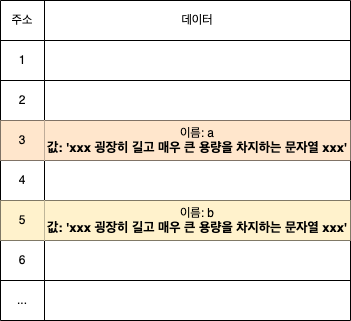 주소 데이터
1
2
3 이름: a
값: 'xxx 굉장히 길고 매우 큰 용량을 차지하는 문자열 xxx'
4
5 이름: b
값: 'xxx 굉장히 길고 매우 큰 용량을 차지하는 문자열 xxx'
6
...